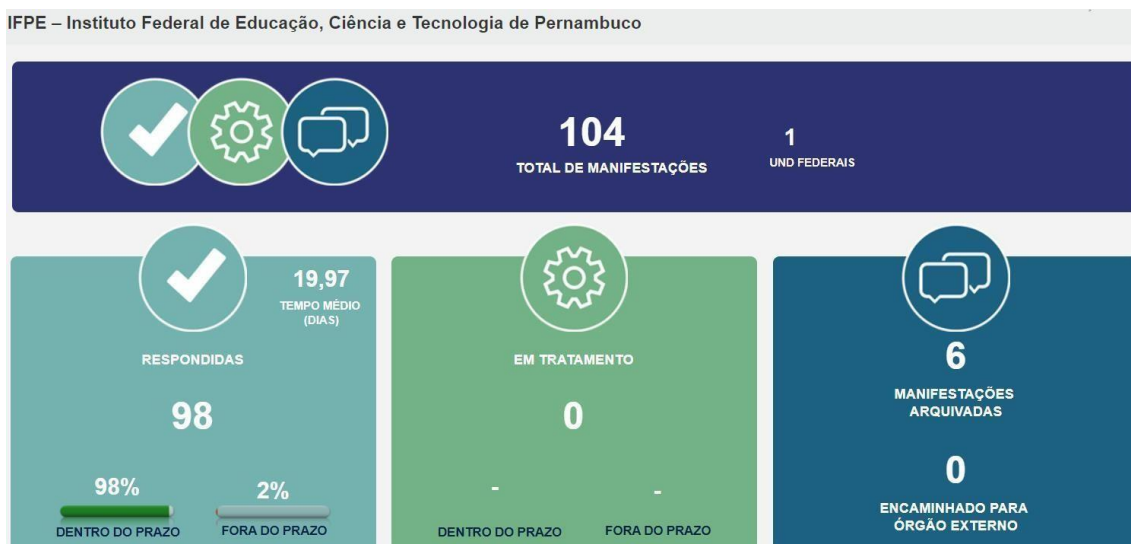 IFPE – Instituto Federal de Educação, Ciência e Tecnologia de Pernambuco
104
TOTAL DE MANIFESTAÇÕES
1
UND FEDERAIS
19,97
TEMPO MÉDIO
(DIAS)
RESPONDIDAS
98
98%
DENTRO DO PRAZO
2%
FORA DO PRAZO
EM TRATAMENTO
0
-
DENTRO DO PRAZO
-
FORA DO PRAZO
6
MANIFESTAÇÕES
ARQUIVADAS
0
ENCAMINHADO PARA
ÓRGÃO EXTERNO